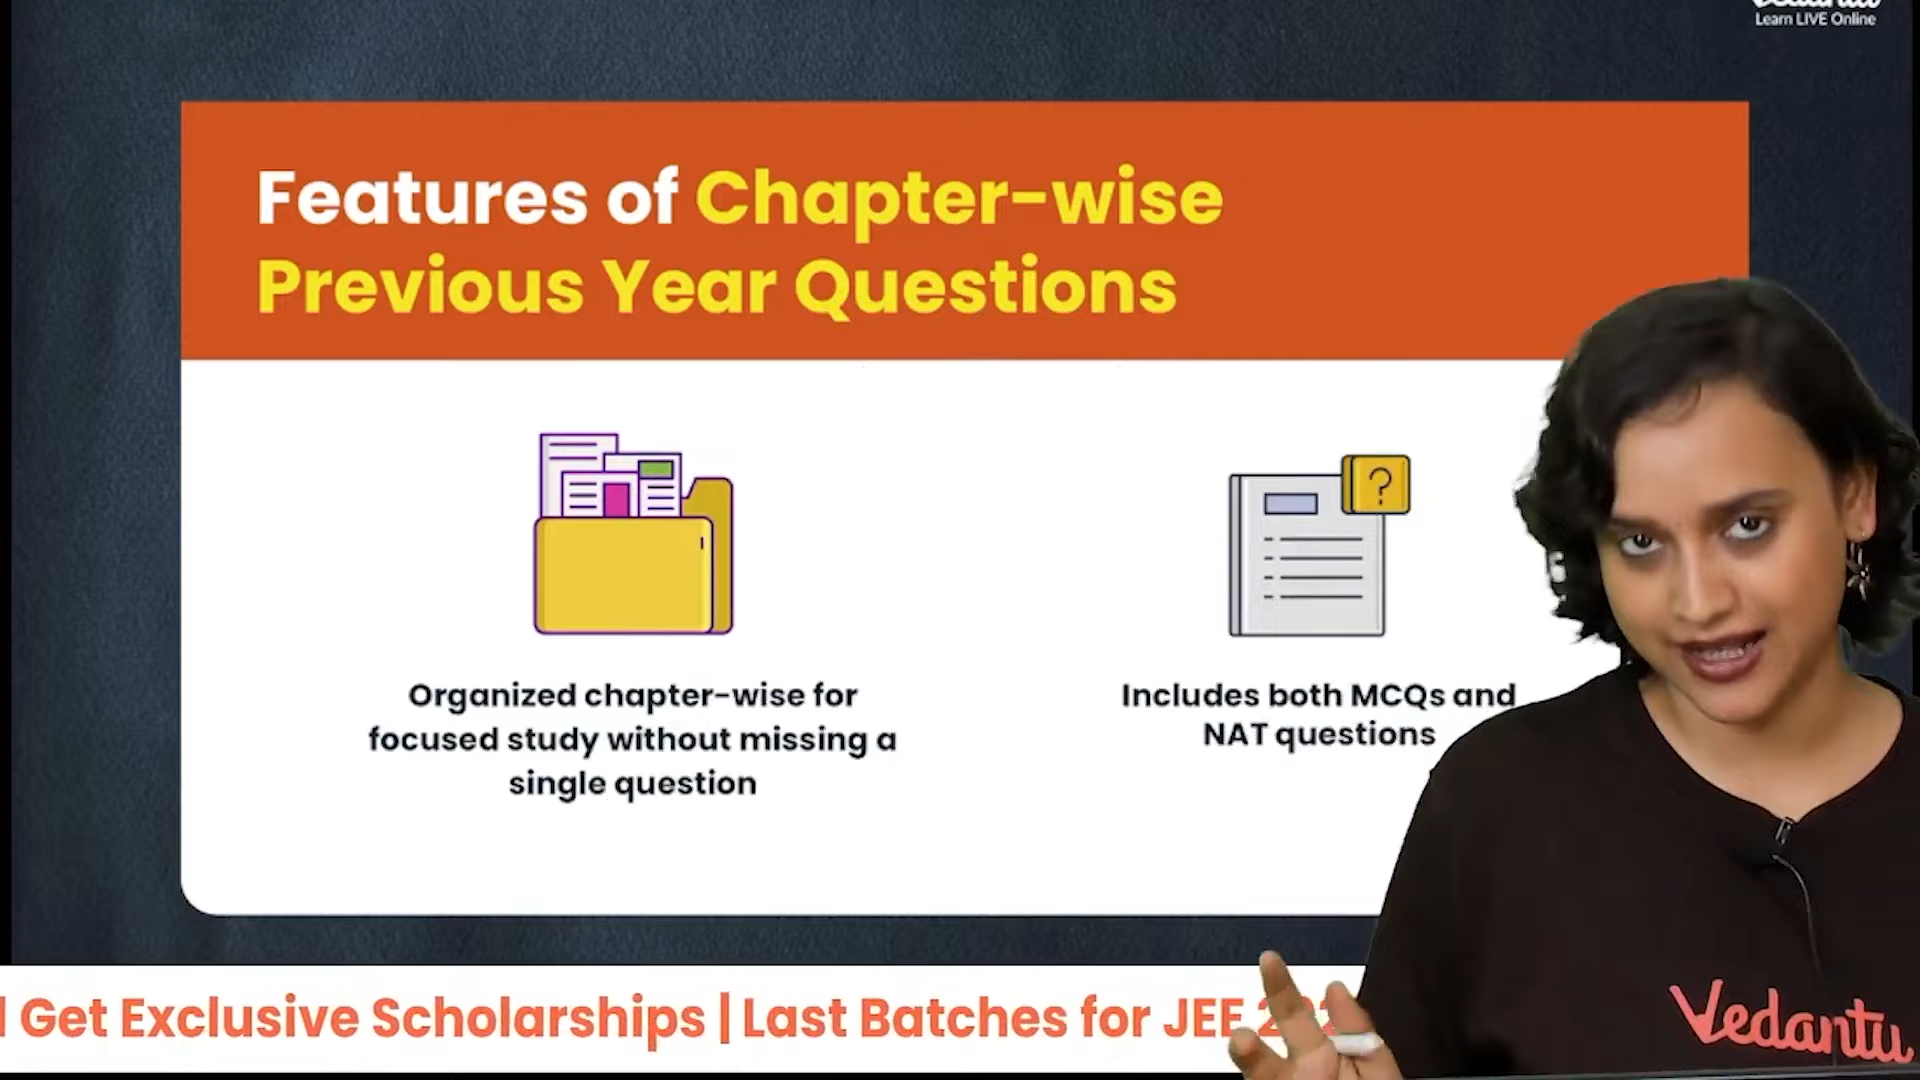 Learn LIVE Online
Features of Chapter-wise
Previous Year Questions
?
Organized chapter-wise for
focused study without missing a
single question
Includes both MCQs and
NAT questions
Get Exclusive Scholarships | Last Batches for JEE
Vedantu